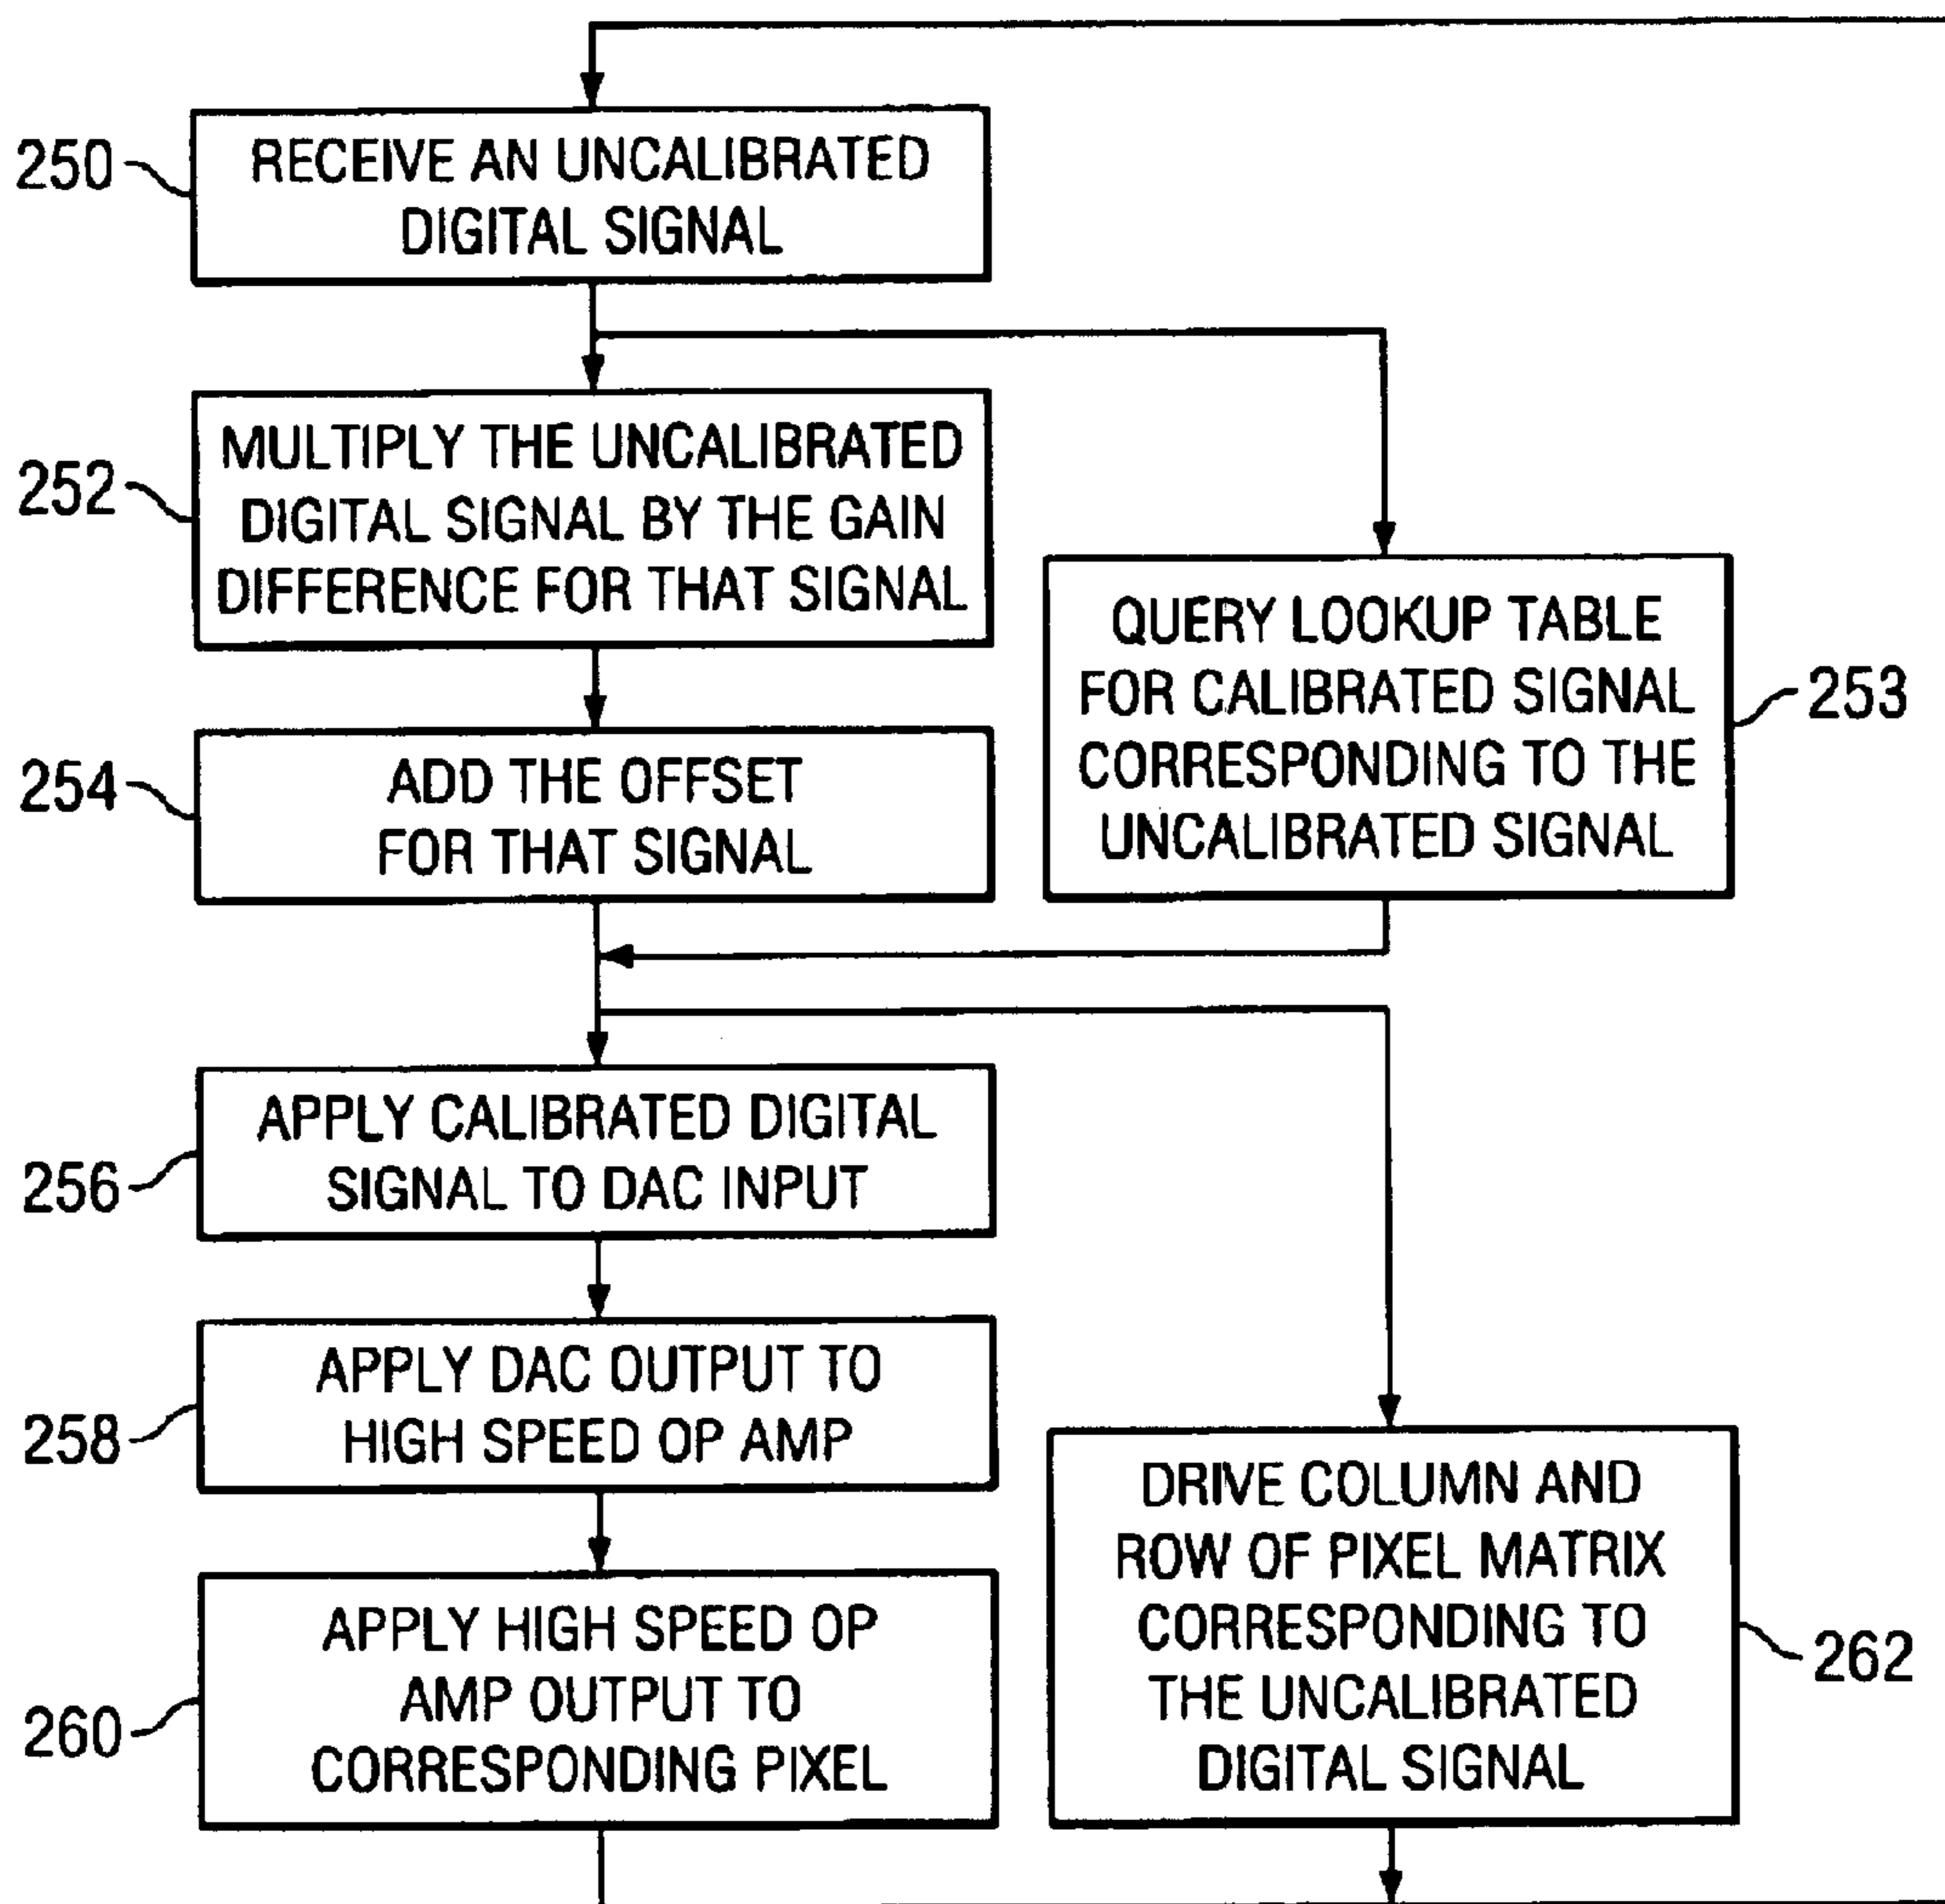 250
RECEIVE AN UNCALIBRATED
DIGITAL SIGNAL
252
MULTIPLY THE UNCALIBRATED
DIGITAL SIGNAL BY THE GAIN
DIFFERENCE FOR THAT SIGNAL
QUERY LOOKUP TABLE
FOR CALIBRATED SIGNAL
CORRESPONDING TO THE
UNCALIBRATED SIGNAL
253
254
ADD THE OFFSET
FOR THAT SIGNAL
256
APPLY CALIBRATED DIGITAL
SIGNAL TO DAC INPUT
258
APPLY DAC OUTPUT TO
HIGH SPEED OP AMP
260
APPLY HIGH SPEED OP
AMP OUTPUT TO
CORRESPONDING PIXEL
DRIVE COLUMN AND
ROW OF PIXEL MATRIX
CORRESPONDING TO
THE UNCALIBRATED
DIGITAL SIGNAL
262